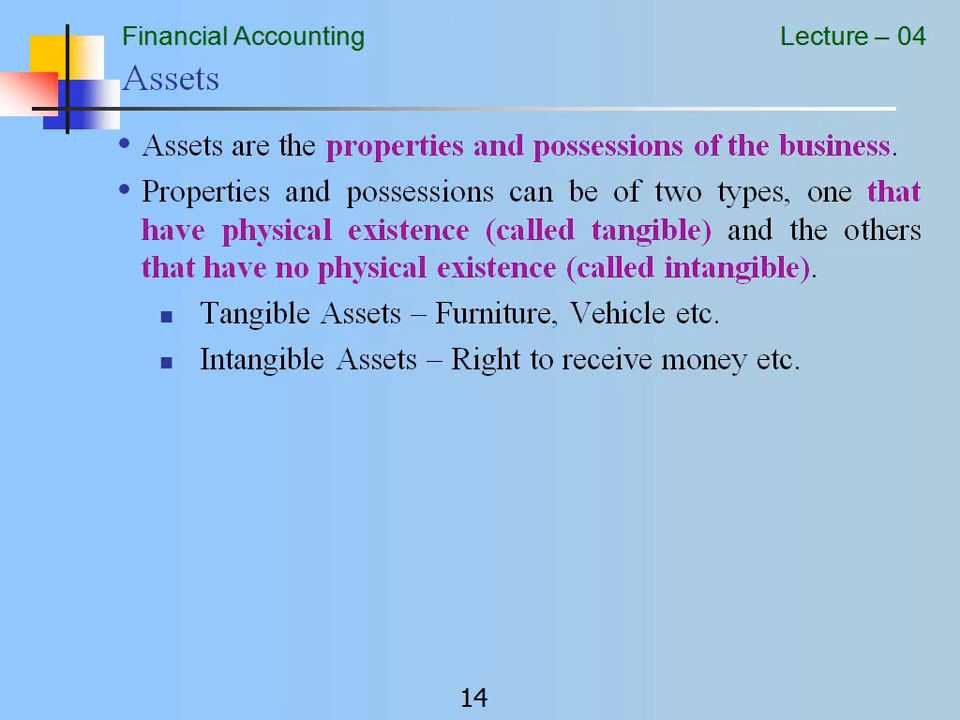 Financial Accounting
Lecture – 04
Assets
• Assets are the properties and possessions of the business.
• Properties and possessions can be of two types, one that
have physical existence (called tangible) and the others
that have no physical existence (called intangible).
■ Tangible Assets – Furniture, Vehicle etc.
■ Intangible Assets – Right to receive money etc.
14